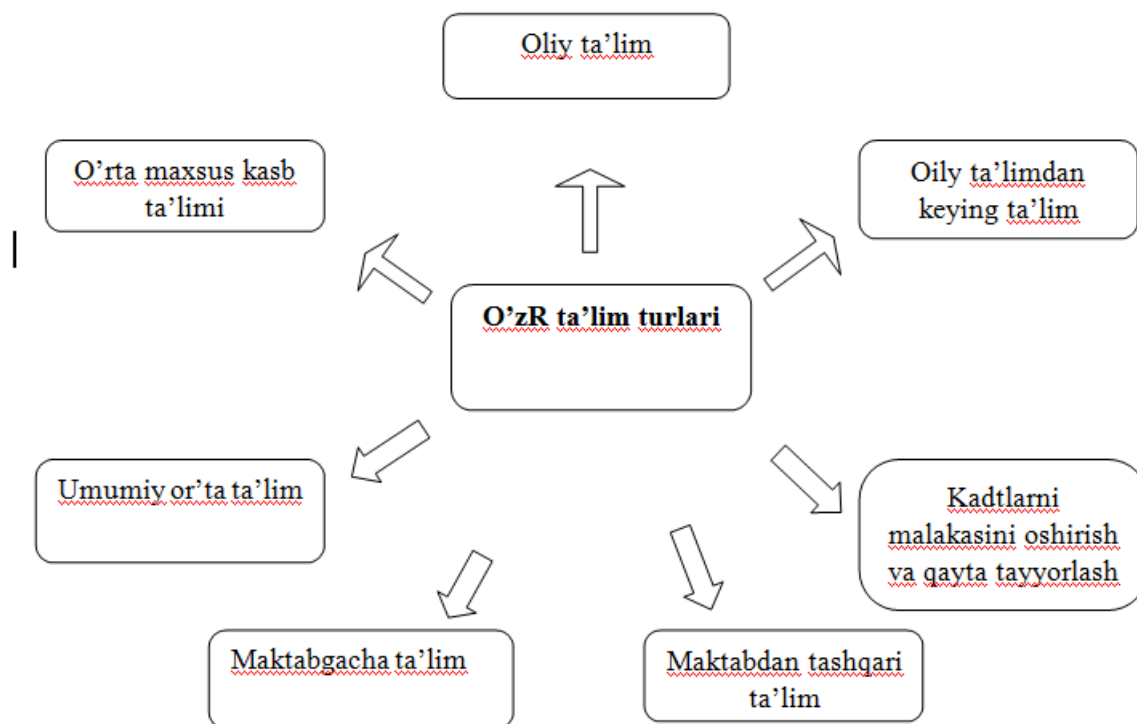 Oliy ta’lim
O’rta maxsus kasb
ta’limi
Oily ta’limdan
keying ta’lim
O’zR ta’lim turlari
Umumiy or’ta ta’lim
Kadtlarni
malakasini oshirish
va qayta tayyorlash
Maktabgacha ta’lim
Maktabdan tashqari
ta’lim